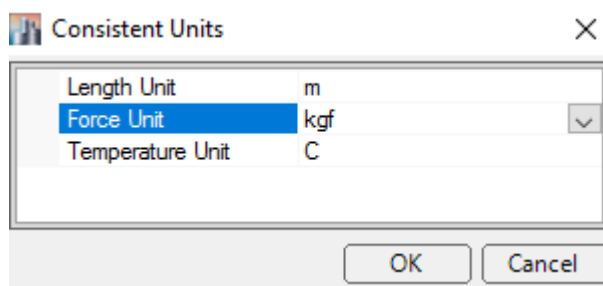 Consistent Units
Length Unit m
Force Unit kgf
Temperature Unit C
OK Cancel